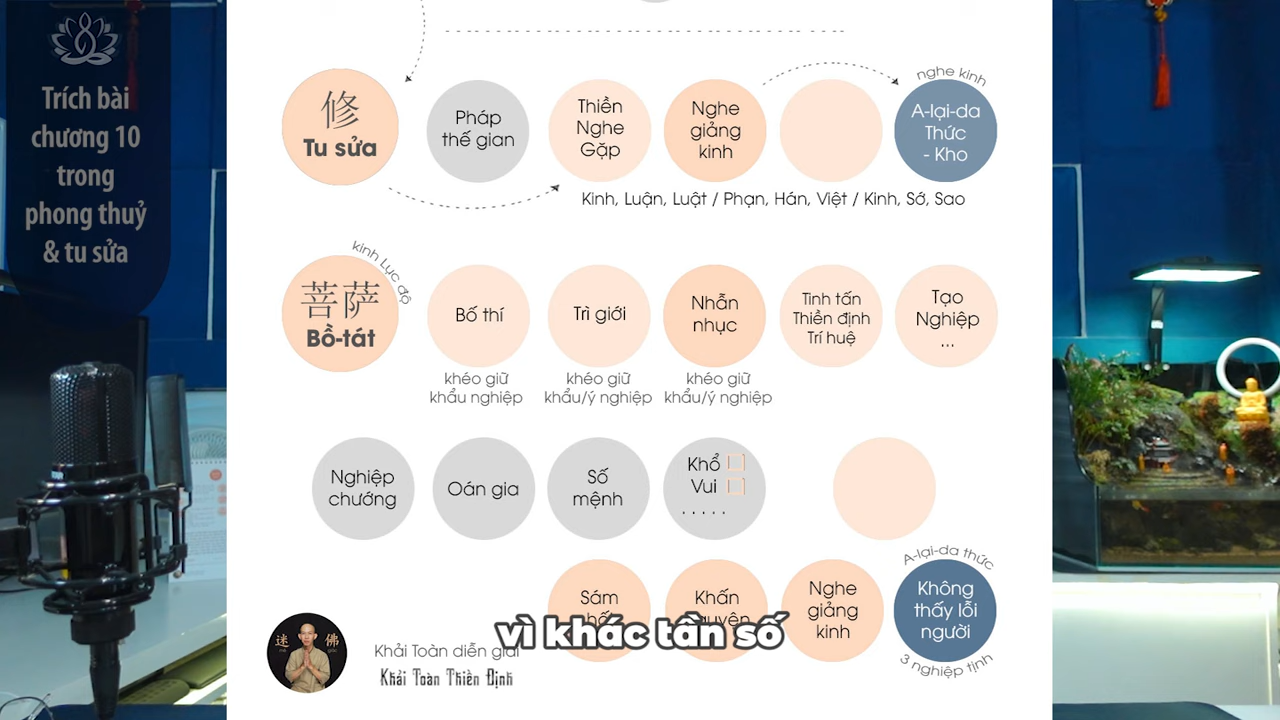 Trích bài
chương 10
trong
phong thuỷ
& tu sửa
修
Tu sửa
Pháp
thế gian
Thiền
Nghe
Gặp
Nghe
giảng
kinh
nghe kinh
A-lại-da
Thức
- Kho
Kinh, Luận, Luật / Phạn, Hán, Việt / Kinh, Sớ, Sao
kinh Lục độ
菩萨
Bồ-tát
Bố thí
Trì giới
Nhẫn
nhục
Tinh tấn
Thiền định
Trí huệ
Tạo
Nghiệp
...
khéo giữ
khẩu nghiệp
khéo giữ
khẩu/ý nghiệp
khéo giữ
khẩu/ý nghiệp
Nghiệp
chướng
Oán gia
Số
mệnh
Khổ
Vui
.....
Sám
Khấn
Nghe
giảng
kinh
A-lại-da thức
Không
thấy lỗi
người
3 nghiệp tịnh
vì khác tần số
迷 佛
Khải Toàn diễn giải
Khải Toàn Thiền Định